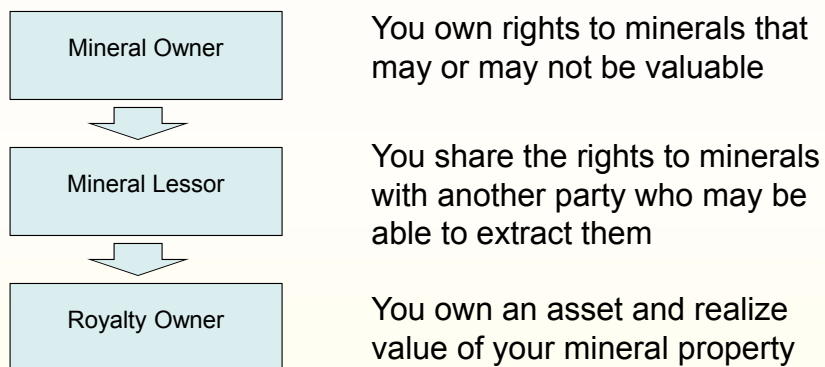 Mineral Owner
You own rights to minerals that
may or may not be valuable
Mineral Lessor
You share the rights to minerals
with another party who may be
able to extract them
Royalty Owner
You own an asset and realize
value of your mineral property